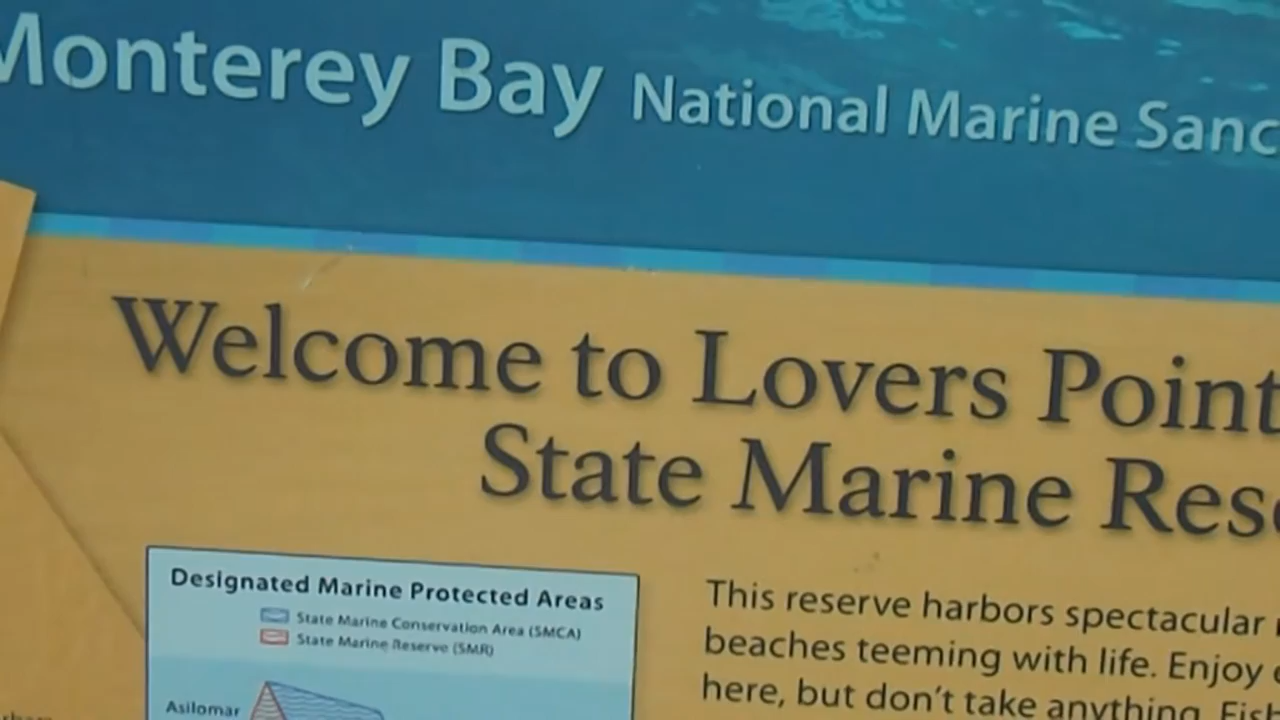 Monterey Bay National Marine Sanc
Welcome to Lovers Point
State Marine Rese
Designated Marine Protected Areas
State Marine Conservation Area (SMCA)
State Marine Reserve (SMR)
Asilomar
This reserve harbors spectacular
beaches teeming with life. Enjoy
here, but don't take anything. Fish